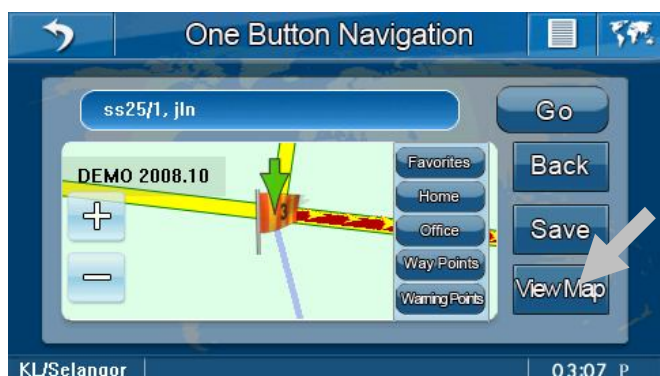 One Button Navigation
ss25/1, jln
Go
DEMO 2008.10
3
Favorites
Home
Office
Way Points
Warning Points
Back
Save
View Map
KL/Selangor
03:07 P